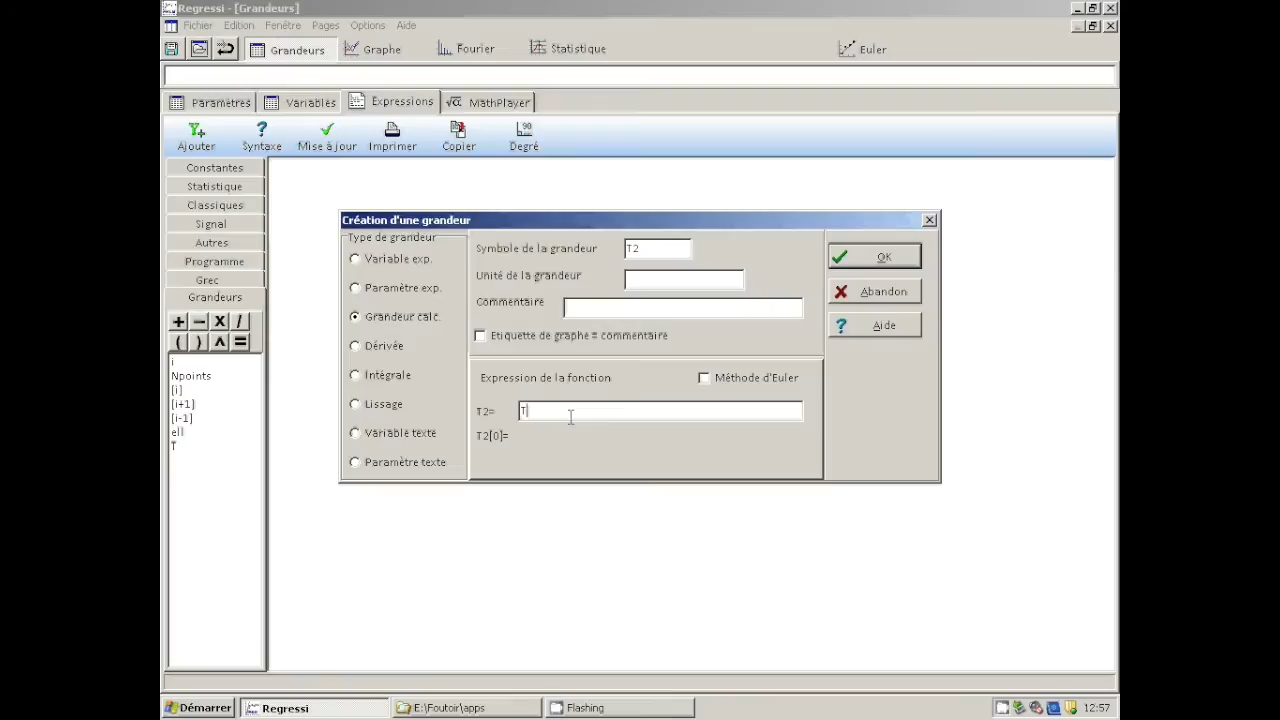 Regressi - [Grandeurs]
Fichier Edition Fenêtre Pages Options Aide
Grandeurs Graphe Fourier Statistique Euler
Paramètres Variables Expressions √α MathPlayer
Ajouter Syntaxe Mise à jour Imprimer Copier Degré
Constantes
Statistique
Classiques
Signal
Autres
Programme
Grec
Grandeurs
+ − X /
( ) ^ =
i
Npoints
[i]
[i+1]
[i-1]
ell
T
Création d'une grandeur
Type de grandeur
Variable exp.
Paramètre exp.
Grandeur calc.
Dérivée
Intégrale
Lissage
Variable texte
Paramètre texte
Symbole de la grandeur T2
Unité de la grandeur
Commentaire
Etiquette de graphe = commentaire
Expression de la fonction Méthode d'Euler
T2= T
T2[0]=
OK
Abandon
Aide
Démarrer Regressi E:\Foutoir\apps Flashing 12:57